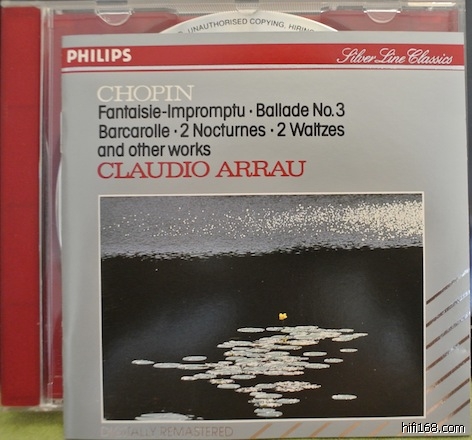 UNAUTHORISED COPYING, HIRING
PHILIPS
Silver Line Classics
CHOPIN
Fantaisie-Impromptu · Ballade No. 3
Barcarolle · 2 Nocturnes · 2 Waltzes
and other works
CLAUDIO ARRAU
DIGITALLY REMASTERED
hifi168.com